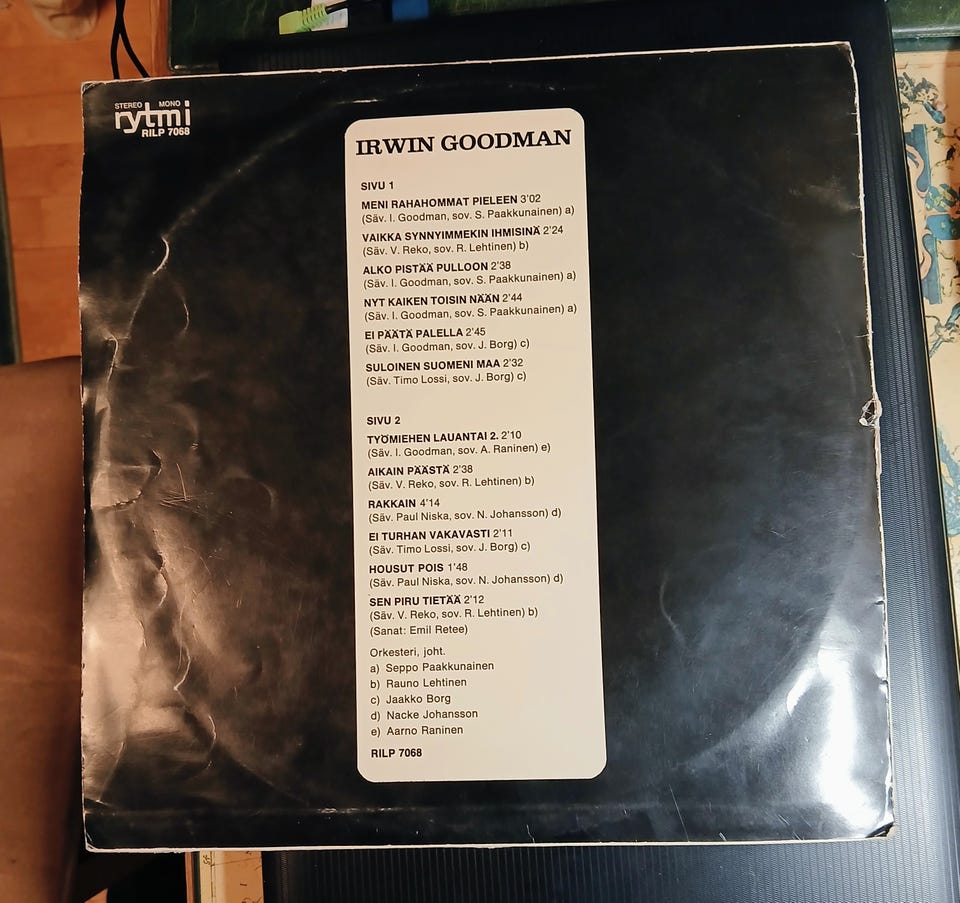 STEREO MONO
rytmi
RILP 7068
IRWIN GOODMAN
SIVU 1
MENI RAHAHOMMAT PIELEEN 3'02
(Säv. I. Goodman, sov. S. Paakkunainen) a)
VAIKKA SYNNYIMMEKIN IHMISINÄ 2'24
(Säv. V. Reko, sov. R. Lehtinen) b)
ALKO PISTÄÄ PULLOON 2'38
(Säv. I. Goodman, sov. S. Paakkunainen) a)
NYT KAIKEN TOISIN NÄÄN 2'44
(Säv. I. Goodman, sov. S. Paakkunainen) a)
EI PÄÄTÄ PALELLA 2'45
(Säv. I. Goodman, sov. J. Borg) c)
SULOINEN SUOMENI MAA 2'32
(Säv. Timo Lossi, sov. J. Borg) c)
SIVU 2
TYÖMIEHEN LAUANTAI 2. 2'10
(Säv. I. Goodman, sov. A. Raninen) e)
AIKAIN PÄÄSTÄ 2'38
(Säv. V. Reko, sov. R. Lehtinen) b)
RAKKAIN 4'14
(Säv. Paul Niska, sov. N. Johansson) d)
EI TURHAN VAKAVASTI 2'11
(Säv. Timo Lossi, sov. J. Borg) c)
HOUSUT POIS 1'48
(Säv. Paul Niska, sov. N. Johansson) d)
SEN PIRU TIETÄÄ 2'12
(Säv. V. Reko, sov. R. Lehtinen) b)
(Sanat: Emil Retee)
Orkesteri, joht.
a) Seppo Paakkunainen
b) Rauno Lehtinen
c) Jaakko Borg
d) Nacke Johansson
e) Aarno Raninen
RILP 7068